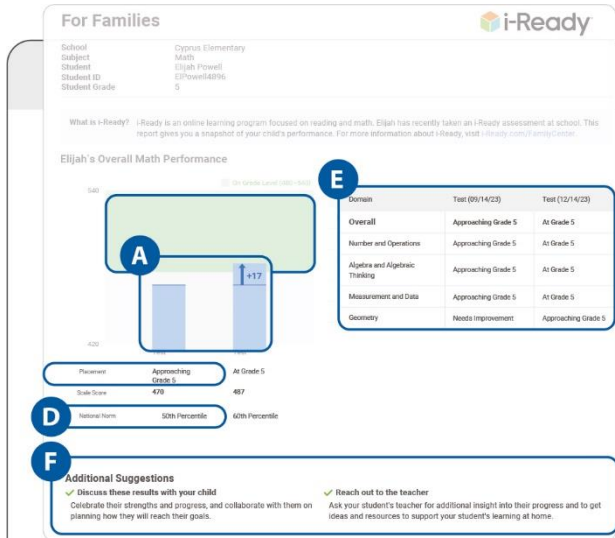 For Families
i-Ready
School Cyprus Elementary
Subject Math
Student Elijah Powell
Student ID ElPowell4896
Student Grade 5
What is i-Ready? i-Ready is an online learning program focused on reading and math. Elijah has recently taken an i-Ready assessment at school. This
report gives you a snapshot of your child's performance. For more information about i-Ready, visit i-Ready.com/FamilyCenter.
Elijah's Overall Math Performance
540
A
+17
420
Placement Approaching Grade 5 At Grade 5
Scale Score 470 487
D
National Norm 50th Percentile 60th Percentile
E
Domain Test (09/14/23) Test (12/14/23)
Overall Approaching Grade 5 At Grade 5
Number and Operations Approaching Grade 5 At Grade 5
Algebra and Algebraic Thinking Approaching Grade 5 At Grade 5
Measurement and Data Approaching Grade 5 At Grade 5
Geometry Needs Improvement Approaching Grade 5
F
Additional Suggestions
Discuss these results with your child
Celebrate their strengths and progress, and collaborate with them on
planning how they will reach their goals.
Reach out to the teacher
Ask your student's teacher for additional insight into their progress and to get
ideas and resources to support your student's learning at home.